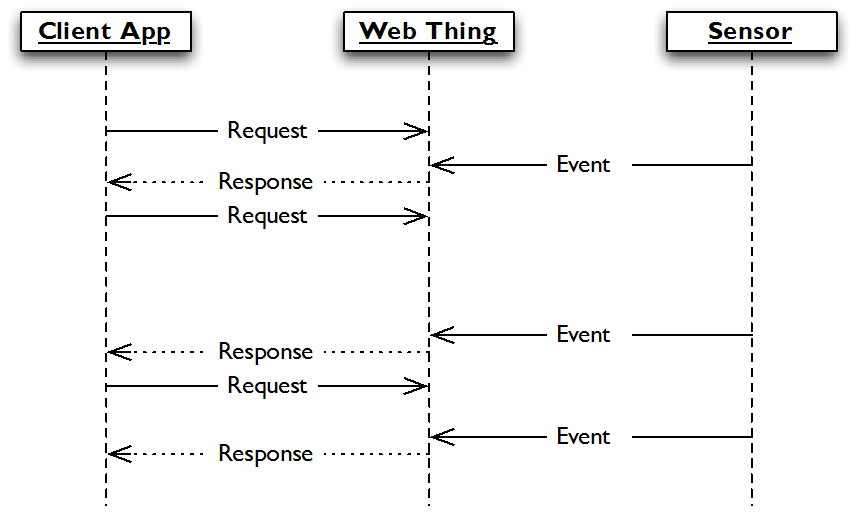 Client App
Web Thing
Sensor
Request
Event
Response
Request
Event
Response
Request
Event
Response